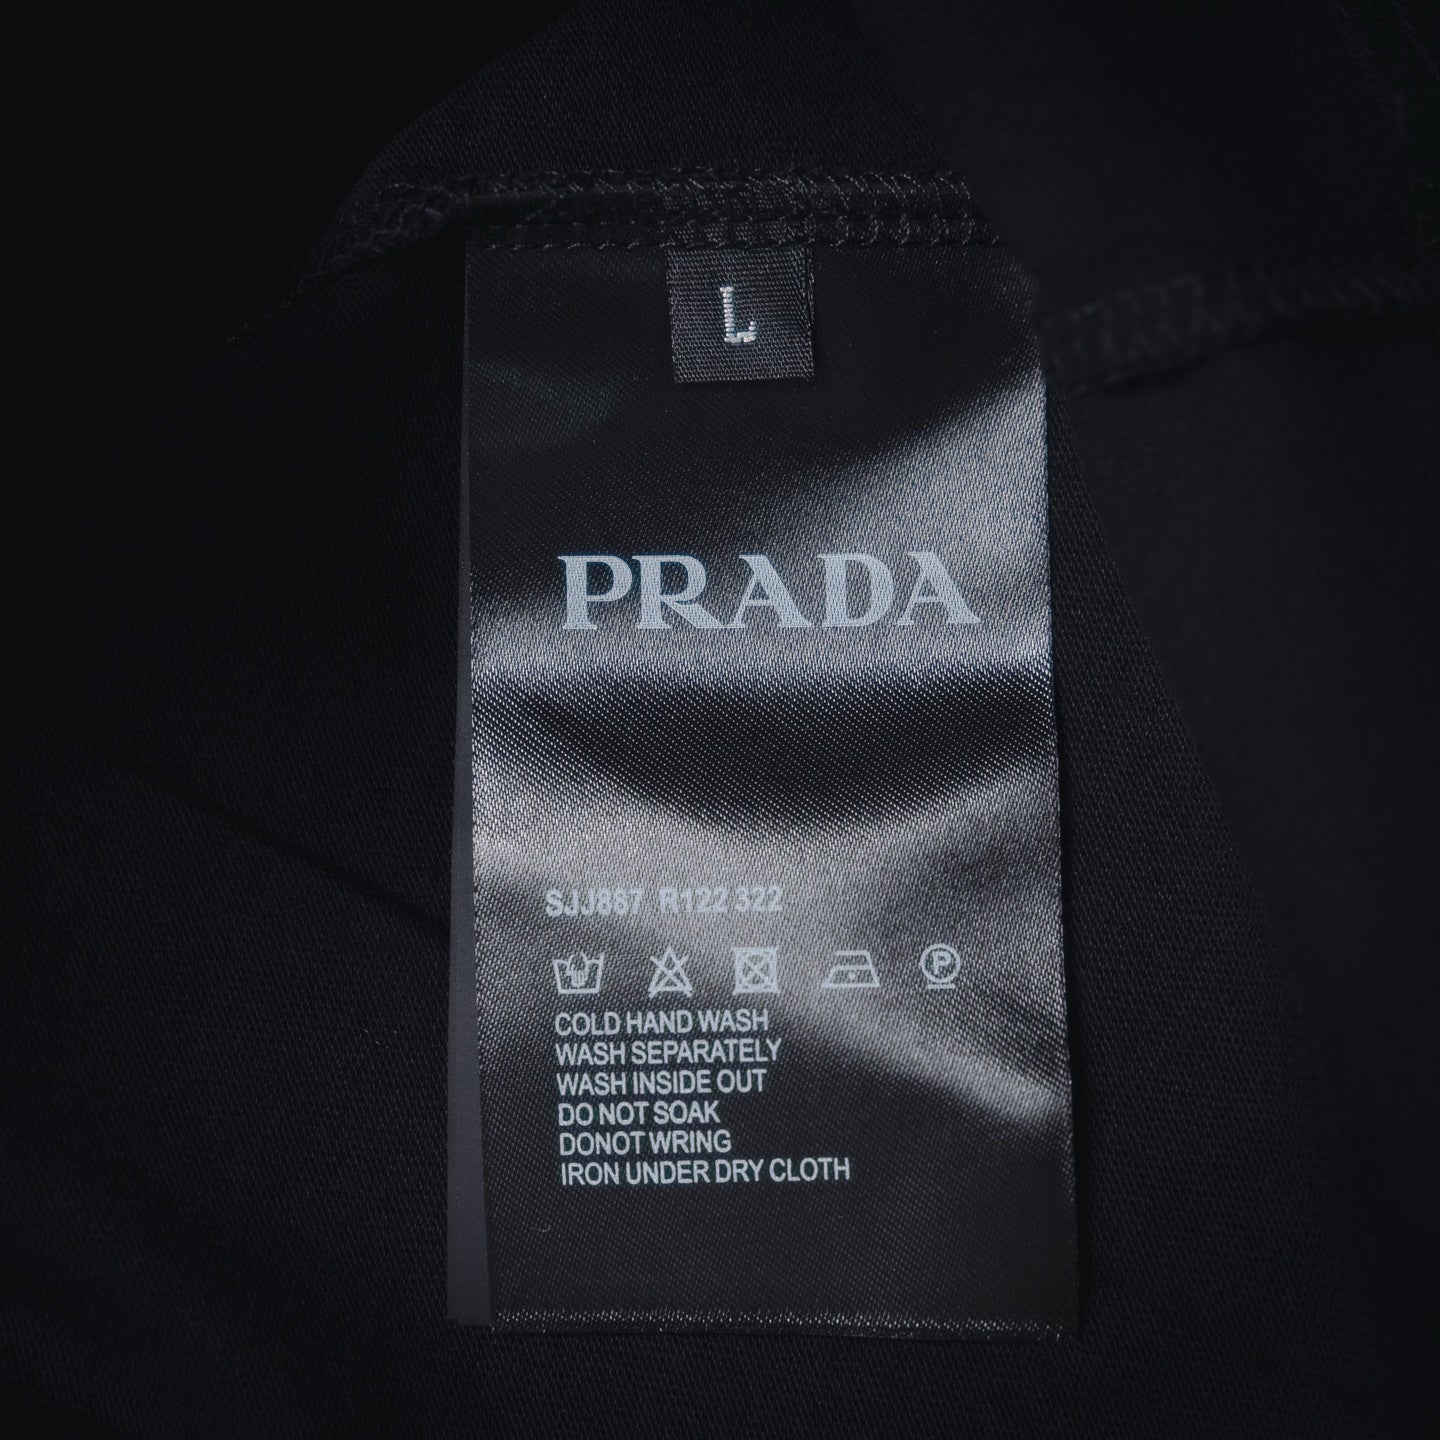 L
PRADA
SJJ887 R122 322
P
COLD HAND WASH
WASH SEPARATELY
WASH INSIDE OUT
DO NOT SOAK
DONOT WRING
IRON UNDER DRY CLOTH